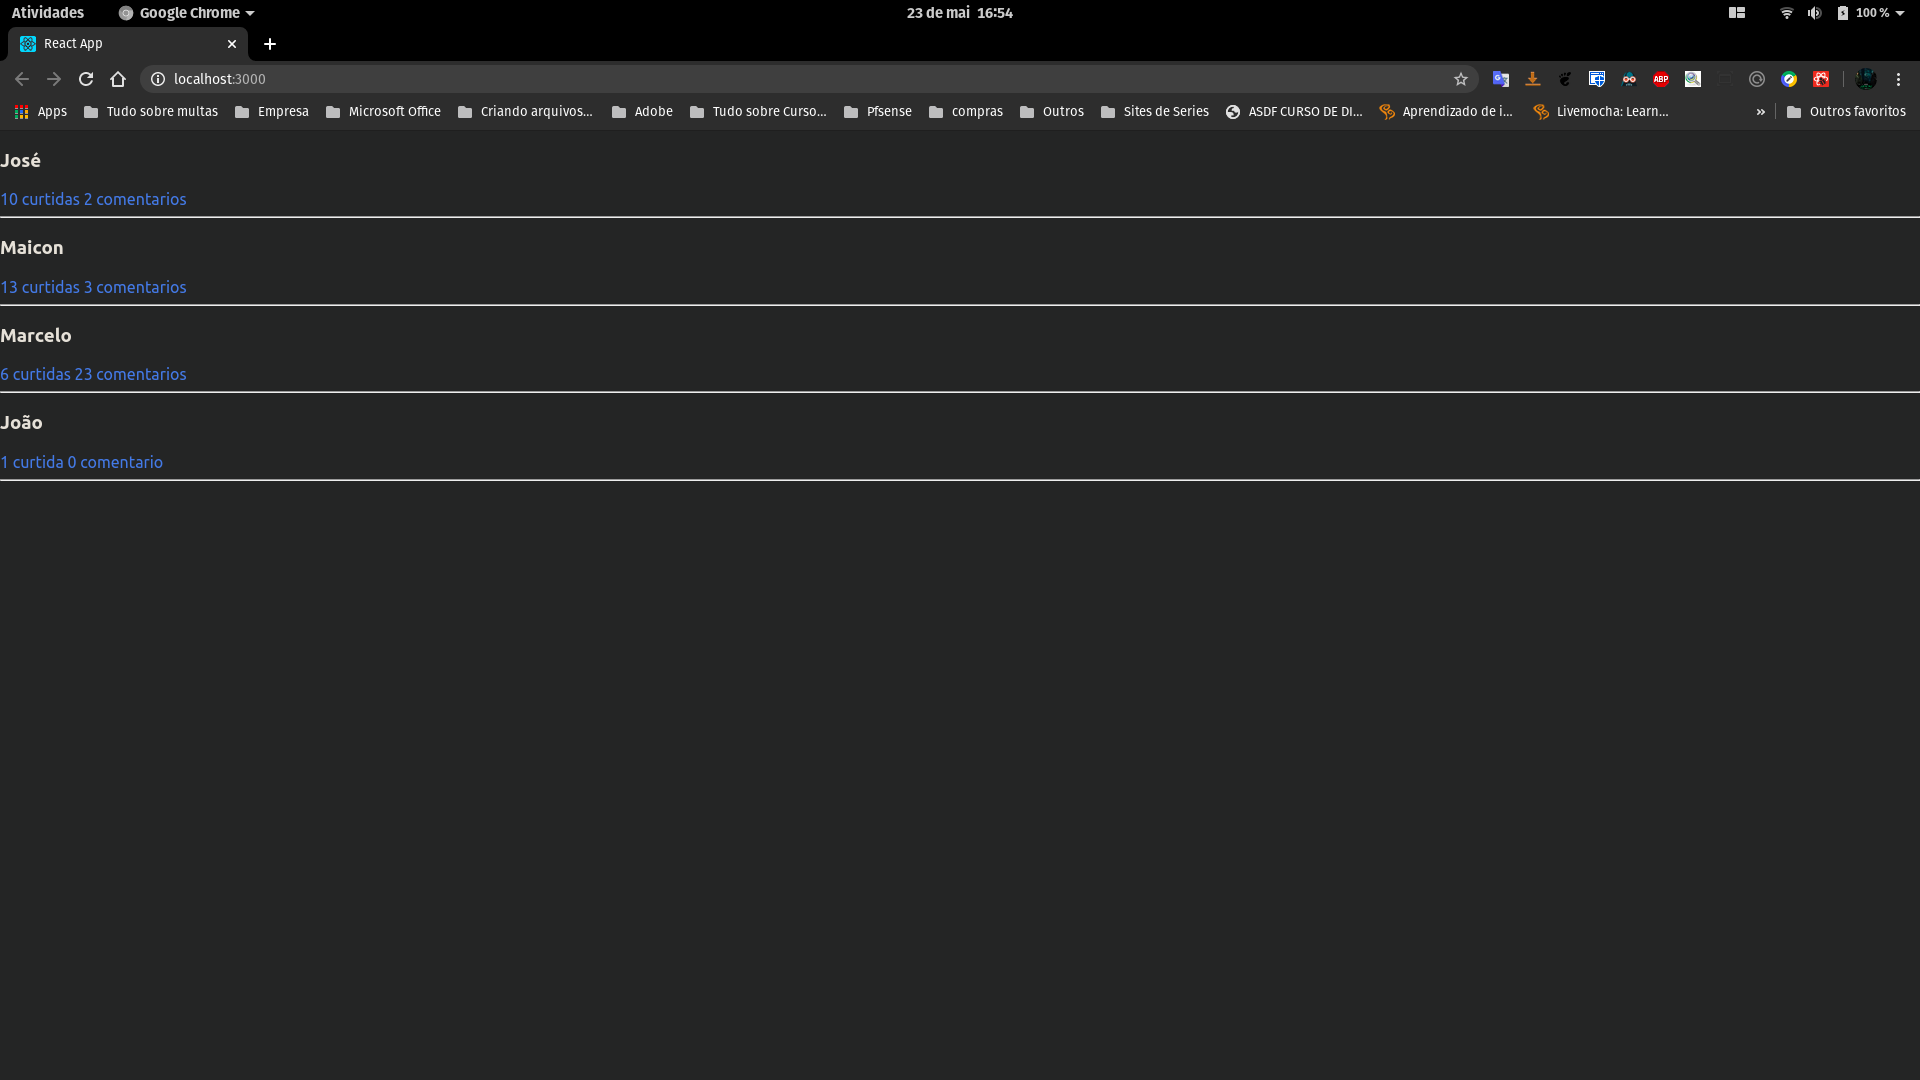 Atividades Google Chrome 23 de mai 16:54 100 %
React App
localhost:3000
Apps Tudo sobre multas Empresa Microsoft Office Criando arquivos... Adobe Tudo sobre Curso... Pfsense compras Outros Sites de Series ASDF CURSO DE DI... Aprendizado de i... Livemocha: Learn... » Outros favoritos
José
10 curtidas 2 comentarios
Maicon
13 curtidas 3 comentarios
Marcelo
6 curtidas 23 comentarios
João
1 curtida 0 comentario